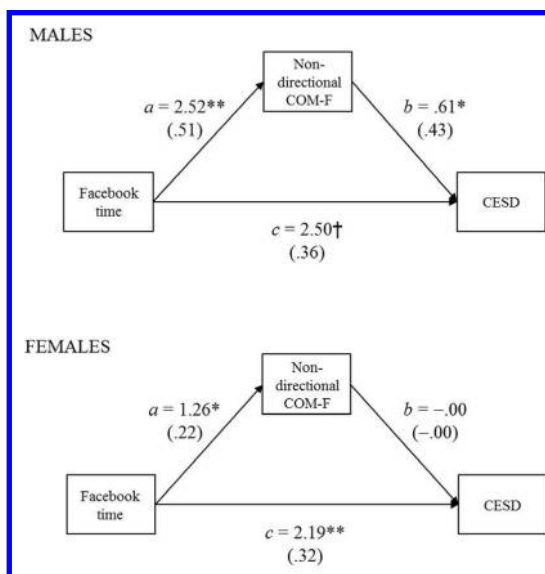 MALES
Non-
directional
COM-F
a = 2.52**
(.51)
b = .61*
(.43)
Facebook
time
CESD
c = 2.50†
(.36)
FEMALES
Non-
directional
COM-F
a = 1.26*
(.22)
b = −.00
(−.00)
Facebook
time
CESD
c = 2.19**
(.32)